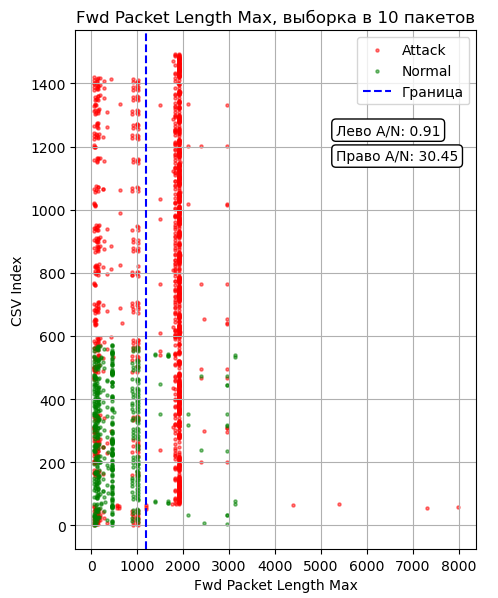 Fwd Packet Length Max, выборка в 10 пакетов
Attack
Normal
Граница
Лево A/N: 0.91
Право A/N: 30.45
1400
1200
1000
800
600
400
200
0
CSV Index
0 1000 2000 3000 4000 5000 6000 7000 8000
Fwd Packet Length Max